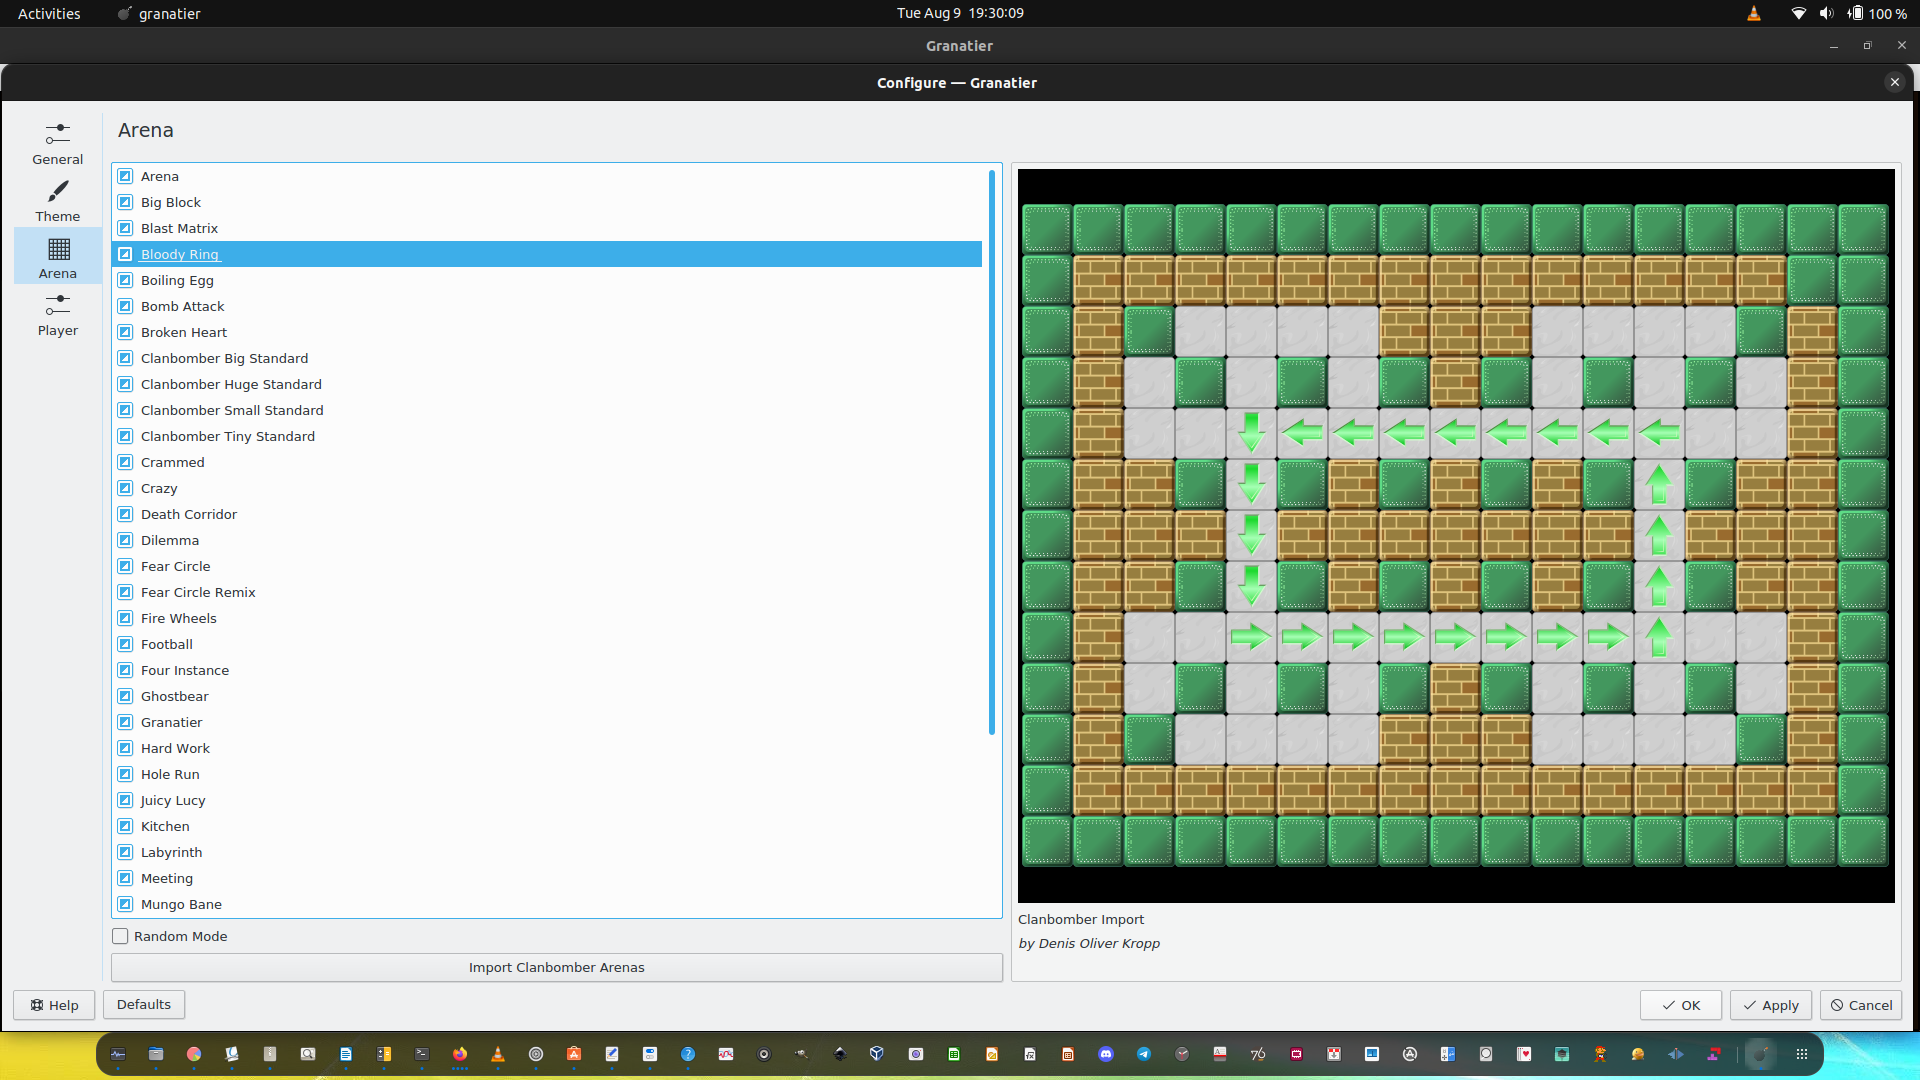 Activities
granatier
Tue Aug 9 19:30:09
100 %
Granatier
Configure — Granatier
General
Theme
Arena
Player
Arena
Arena
Big Block
Blast Matrix
Bloody Ring
Boiling Egg
Bomb Attack
Broken Heart
Clanbomber Big Standard
Clanbomber Huge Standard
Clanbomber Small Standard
Clanbomber Tiny Standard
Crammed
Crazy
Death Corridor
Dilemma
Fear Circle
Fear Circle Remix
Fire Wheels
Football
Four Instance
Ghostbear
Granatier
Hard Work
Hole Run
Juicy Lucy
Kitchen
Labyrinth
Meeting
Mungo Bane
Random Mode
Import Clanbomber Arenas
Clanbomber Import
by Denis Oliver Kropp
Help
Defaults
OK
Apply
Cancel